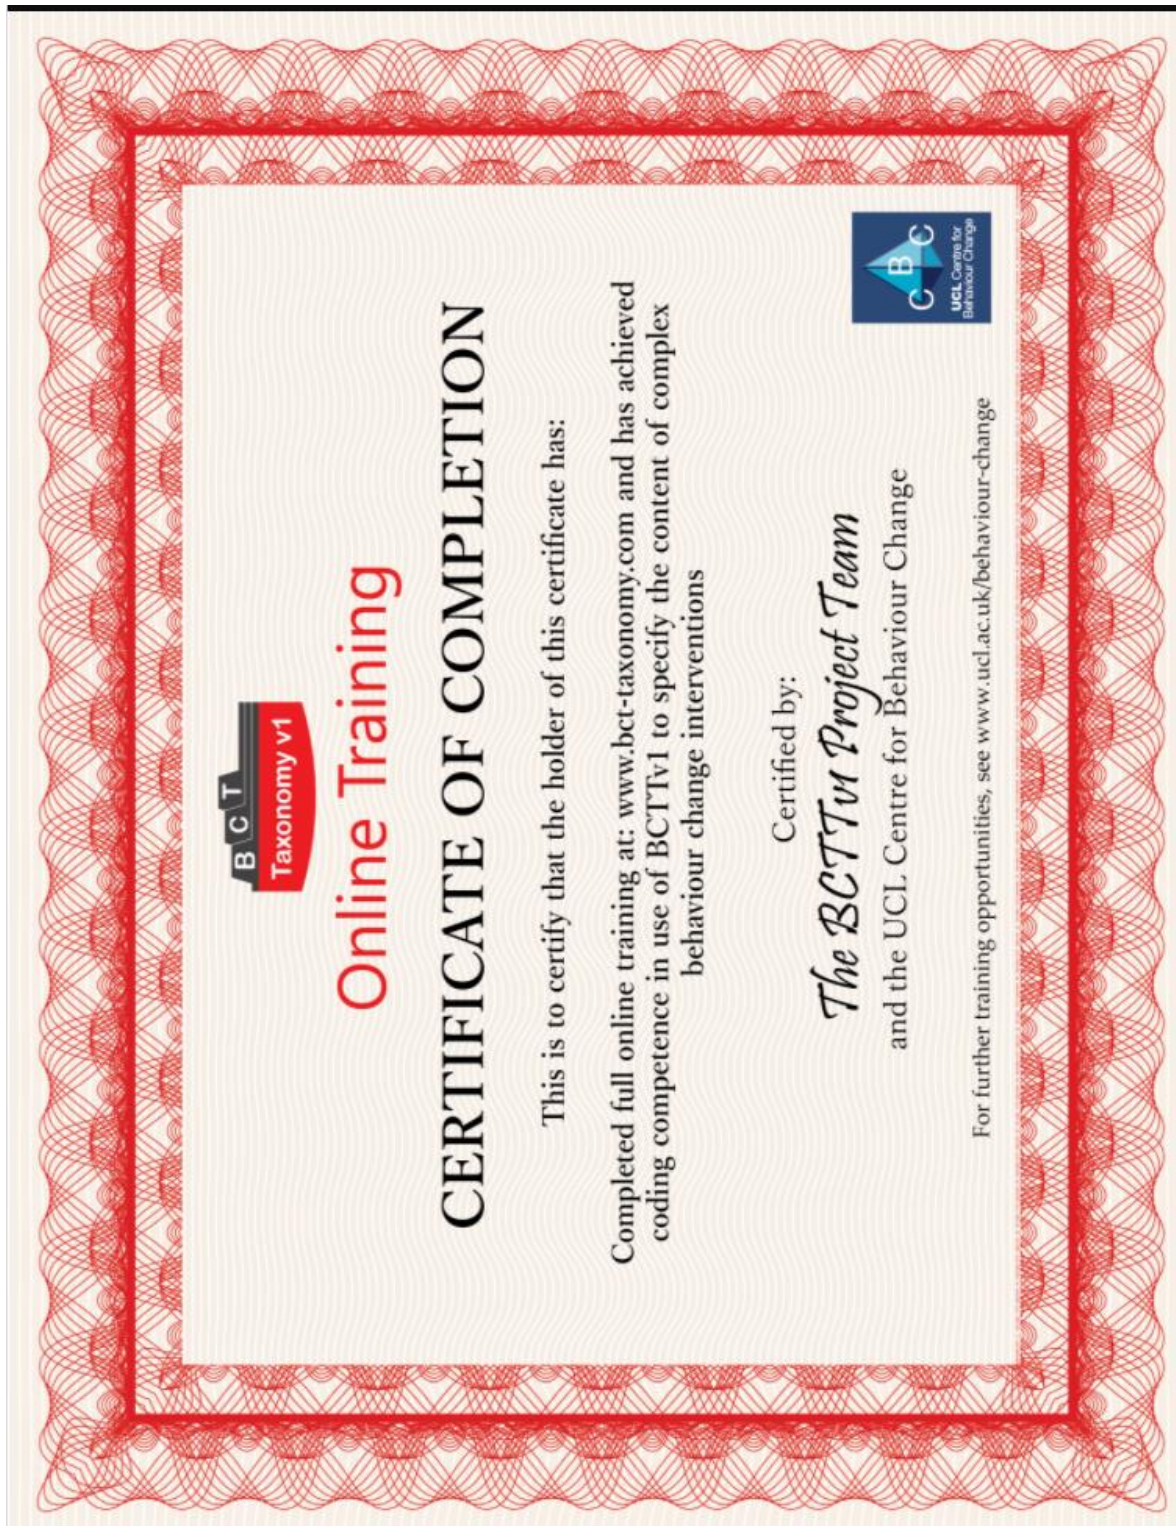 B C T
Taxonomy v1
Online Training
CERTIFICATE OF COMPLETION
This is to certify that the holder of this certificate has:
Completed full online training at: www.bct-taxonomy.com and has achieved
coding competence in use of BCTTv1 to specify the content of complex
behaviour change interventions
Certified by:
The BCTTv1 Project Team
and the UCL Centre for Behaviour Change
For further training opportunities, see www.ucl.ac.uk/behaviour-change
C B C
UCL Centre for
Behaviour Change